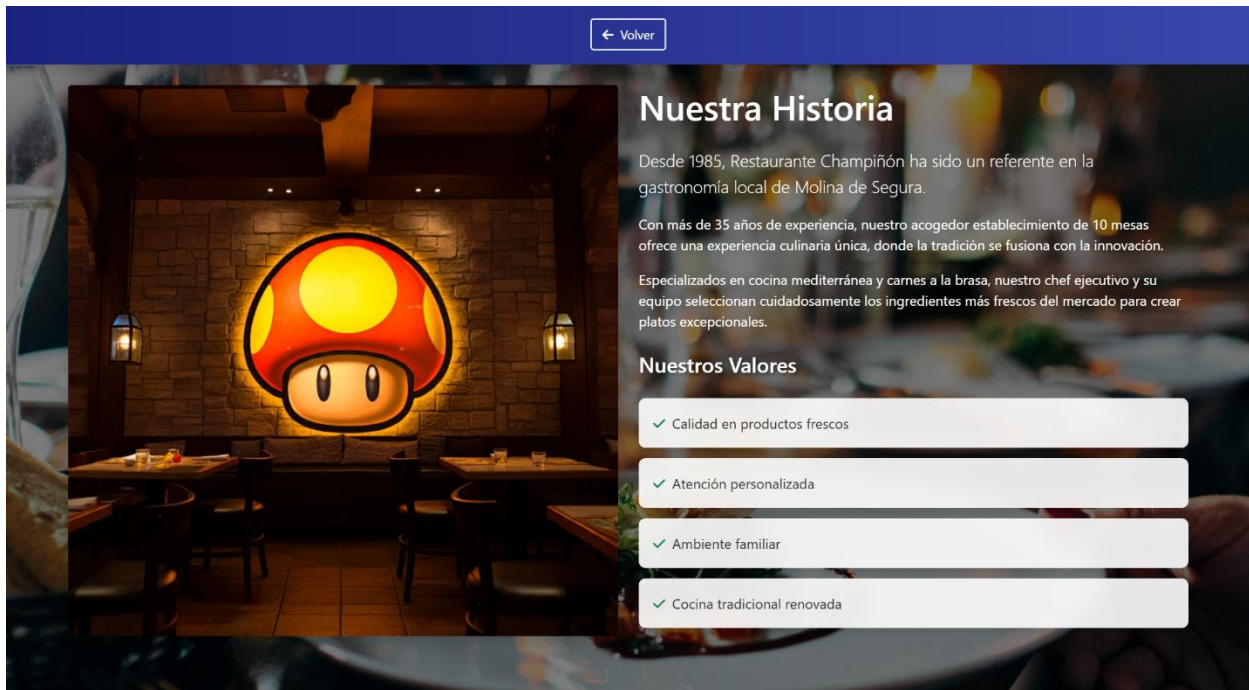 ← Volver
Nuestra Historia
Desde 1985, Restaurante Champiñón ha sido un referente en la
gastronomía local de Molina de Segura.
Con más de 35 años de experiencia, nuestro acogedor establecimiento de 10 mesas
ofrece una experiencia culinaria única, donde la tradición se fusiona con la innovación.
Especializados en cocina mediterránea y carnes a la brasa, nuestro chef ejecutivo y su
equipo seleccionan cuidadosamente los ingredientes más frescos del mercado para crear
platos excepcionales.
Nuestros Valores
✓ Calidad en productos frescos
✓ Atención personalizada
✓ Ambiente familiar
✓ Cocina tradicional renovada